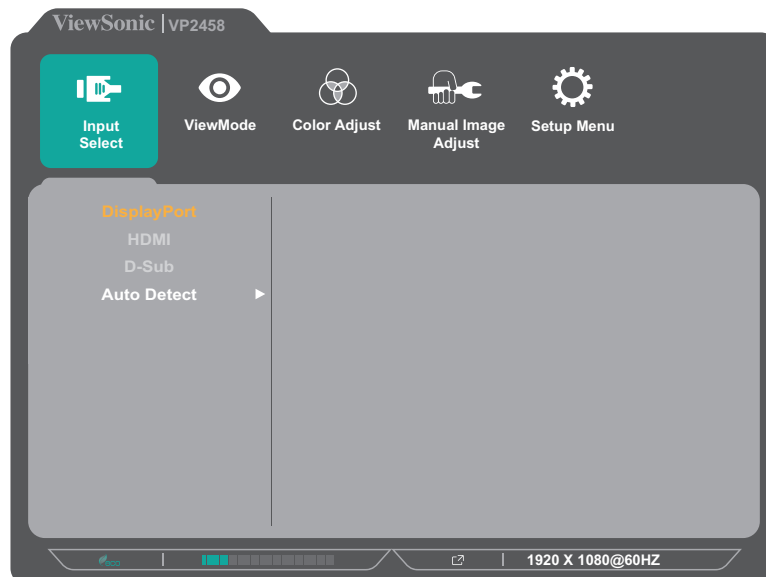 ViewSonic | VP2458
Input
Select
ViewMode
Color Adjust
Manual Image
Adjust
Setup Menu
DisplayPort
HDMI
D-Sub
Auto Detect
eco
1920 X 1080@60HZ